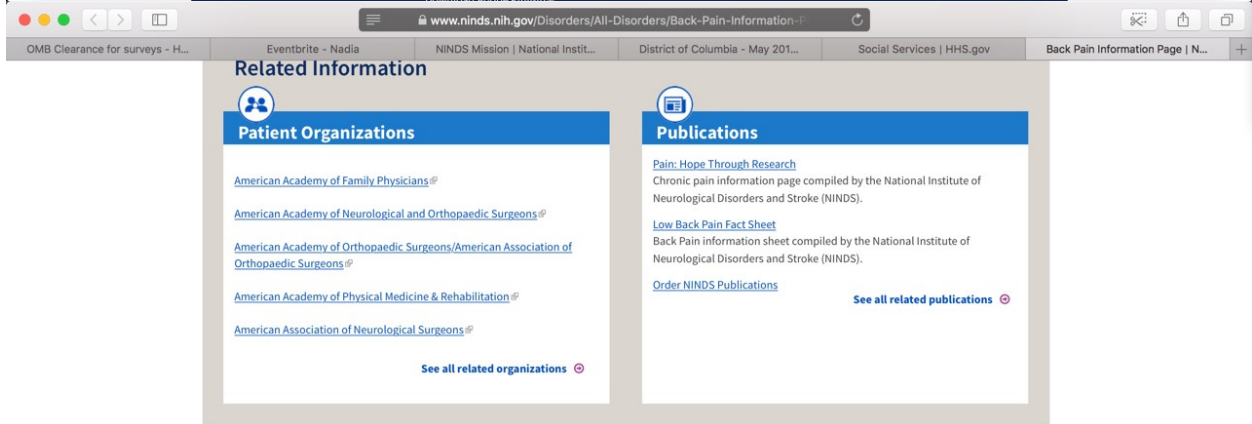 www.ninds.nih.gov/Disorders/All-Disorders/Back-Pain-Information-P
OMB Clearance for surveys - H...
Eventbrite - Nadia
NINDS Mission | National Instit...
District of Columbia - May 201...
Social Services | HHS.gov
Back Pain Information Page | N...
Related Information
Patient Organizations
American Academy of Family Physicians
American Academy of Neurological and Orthopaedic Surgeons
American Academy of Orthopaedic Surgeons/American Association of
Orthopaedic Surgeons
American Academy of Physical Medicine & Rehabilitation
American Association of Neurological Surgeons
See all related organizations
Publications
Pain: Hope Through Research
Chronic pain information page compiled by the National Institute of
Neurological Disorders and Stroke (NINDS).
Low Back Pain Fact Sheet
Back Pain information sheet compiled by the National Institute of
Neurological Disorders and Stroke (NINDS).
Order NINDS Publications
See all related publications